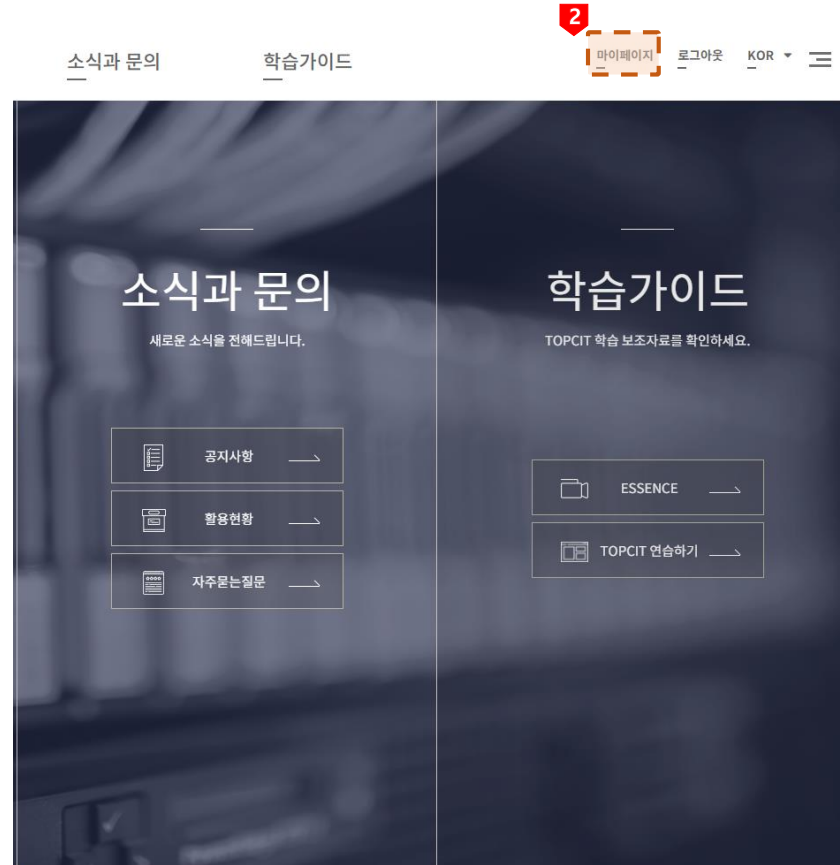 2
소식과 문의
학습가이드
마이페이지
로그아웃
KOR
소식과 문의
새로운 소식을 전해드립니다.
공지사항
활용현황
자주묻는질문
학습가이드
TOPCIT 학습 보조자료를 확인하세요.
ESSENCE
TOPCIT 연습하기